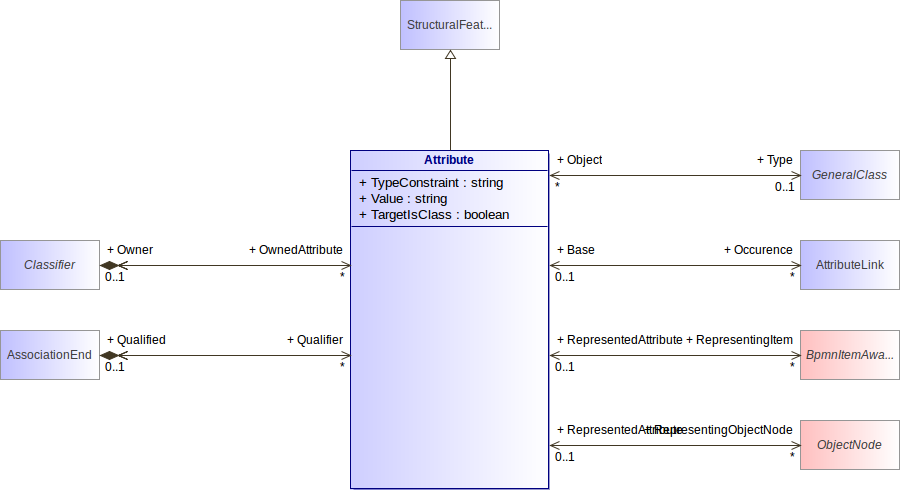 StructuralFeat...
Attribute
+ TypeConstraint : string
+ Value : string
+ TargetIsClass : boolean
+ Object
+ Type
*
0..1
GeneralClass
Classifier
+ Owner
+ OwnedAttribute
0..1
*
+ Base
+ Occurence
0..1
*
AttributeLink
AssociationEnd
+ Qualified
+ Qualifier
0..1
*
+ RepresentedAttribute
+ RepresentingItem
0..1
*
BpmnItemAwa...
+ RepresentedAttribute
+ RepresentingObjectNode
0..1
*
ObjectNode